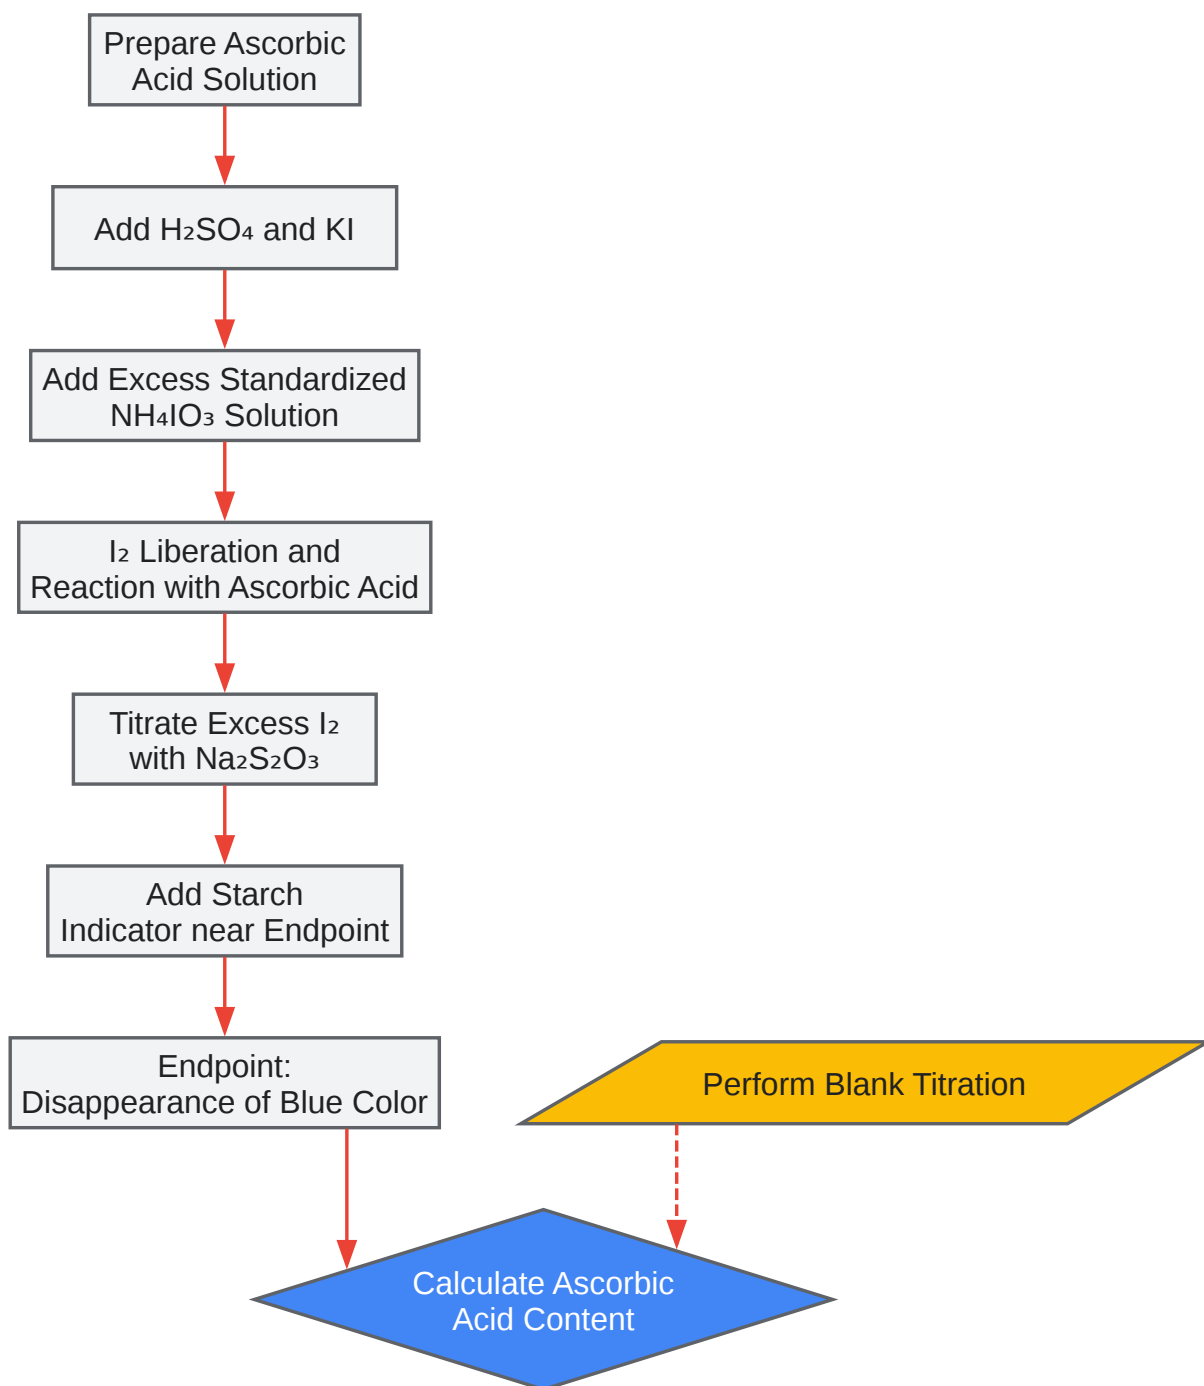 Prepare Ascorbic
Acid Solution
Add H₂SO₄ and KI
Add Excess Standardized
NH₄IO₃ Solution
I₂ Liberation and
Reaction with Ascorbic Acid
Titrate Excess I₂
with Na₂S₂O₃
Add Starch
Indicator near Endpoint
Endpoint:
Disappearance of Blue Color
Perform Blank Titration
Calculate Ascorbic
Acid Content